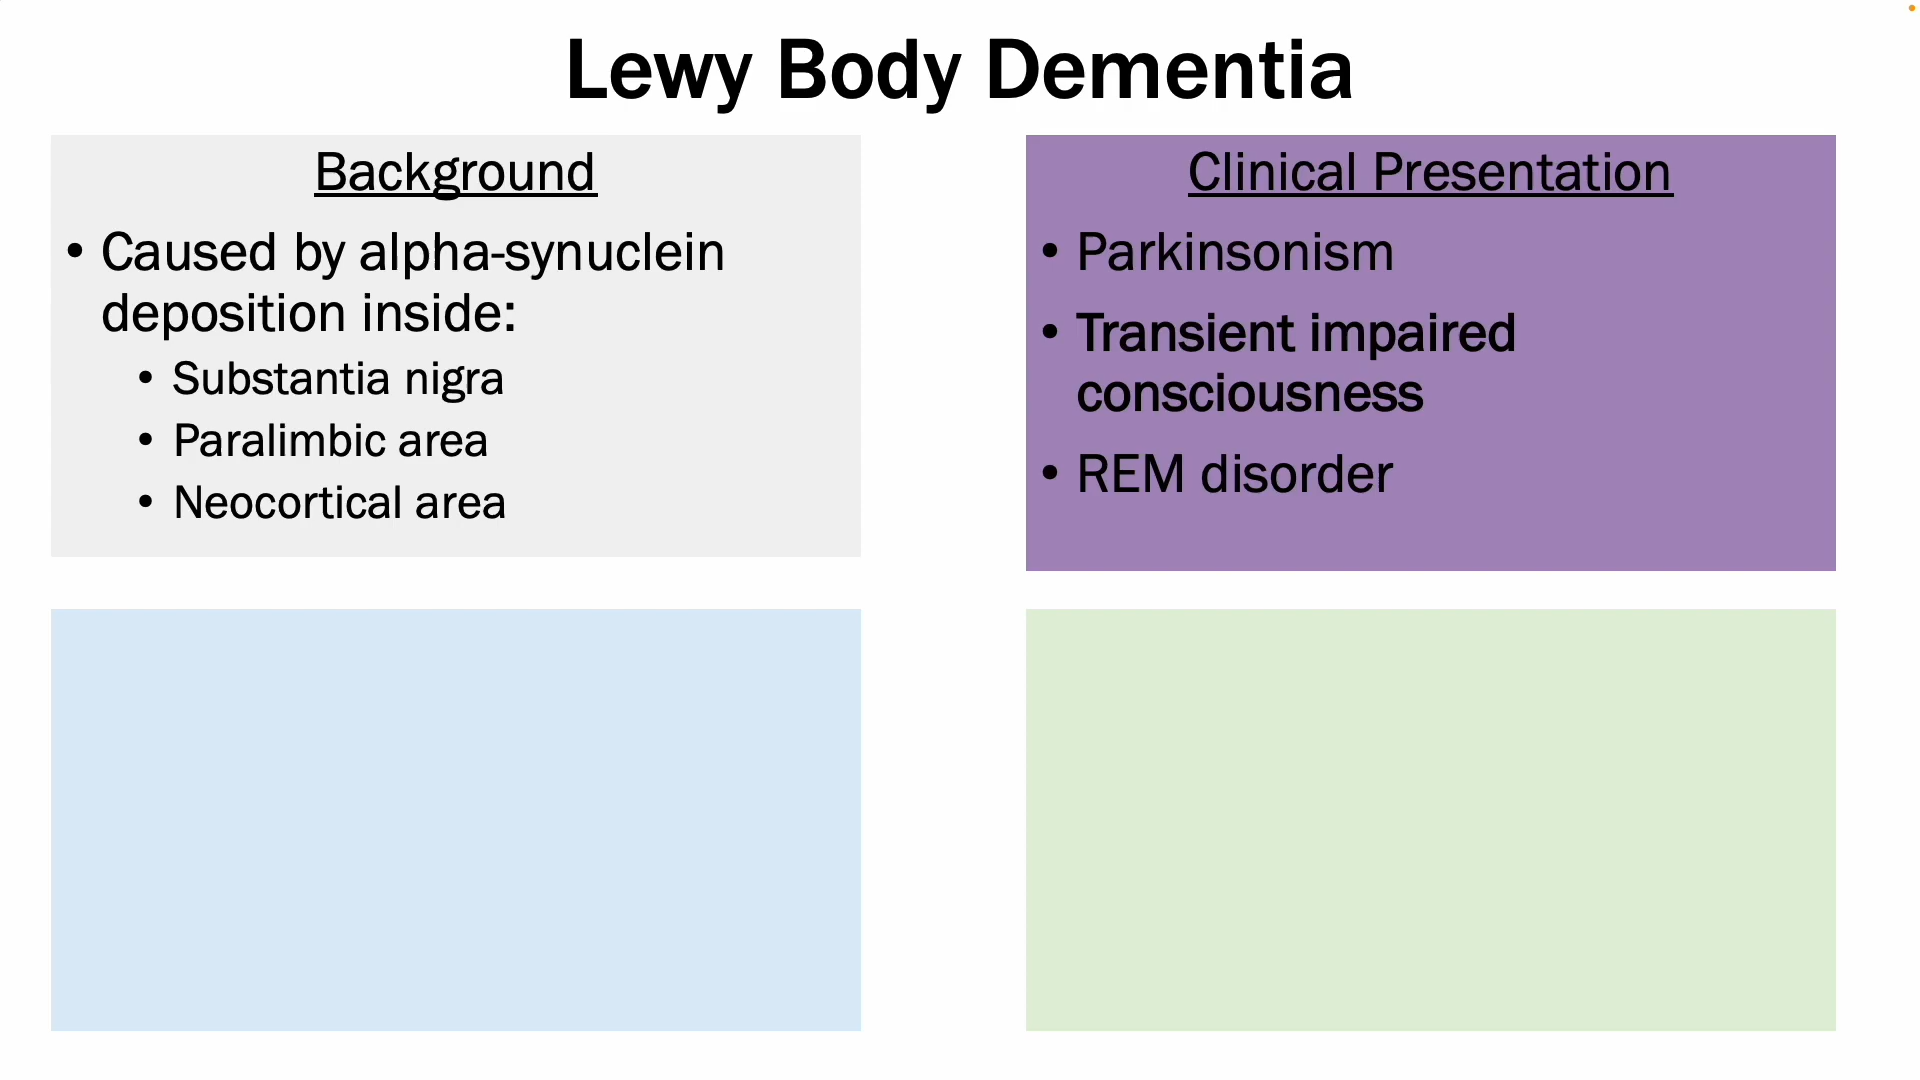 Lewy Body Dementia
Background
• Caused by alpha-synuclein
deposition inside:
• Substantia nigra
• Paralimbic area
• Neocortical area
Clinical Presentation
• Parkinsonism
• Transient impaired
consciousness
• REM disorder